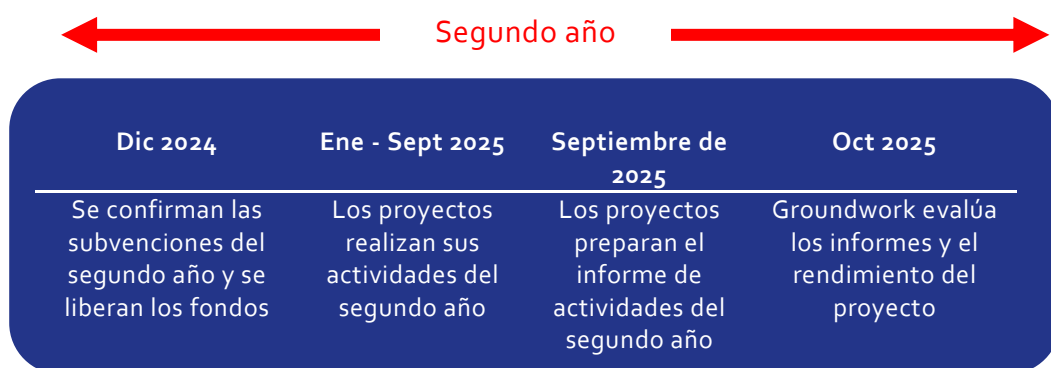 Segundo año
Dic 2024
Se confirman las
subvenciones del
segundo año y se
liberan los fondos
Ene - Sept 2025
Los proyectos
realizan sus
actividades del
segundo año
Septiembre de
2025
Los proyectos
preparan el
informe de
actividades del
segundo año
Oct 2025
Groundwork evalúa
los informes y el
rendimiento del
proyecto